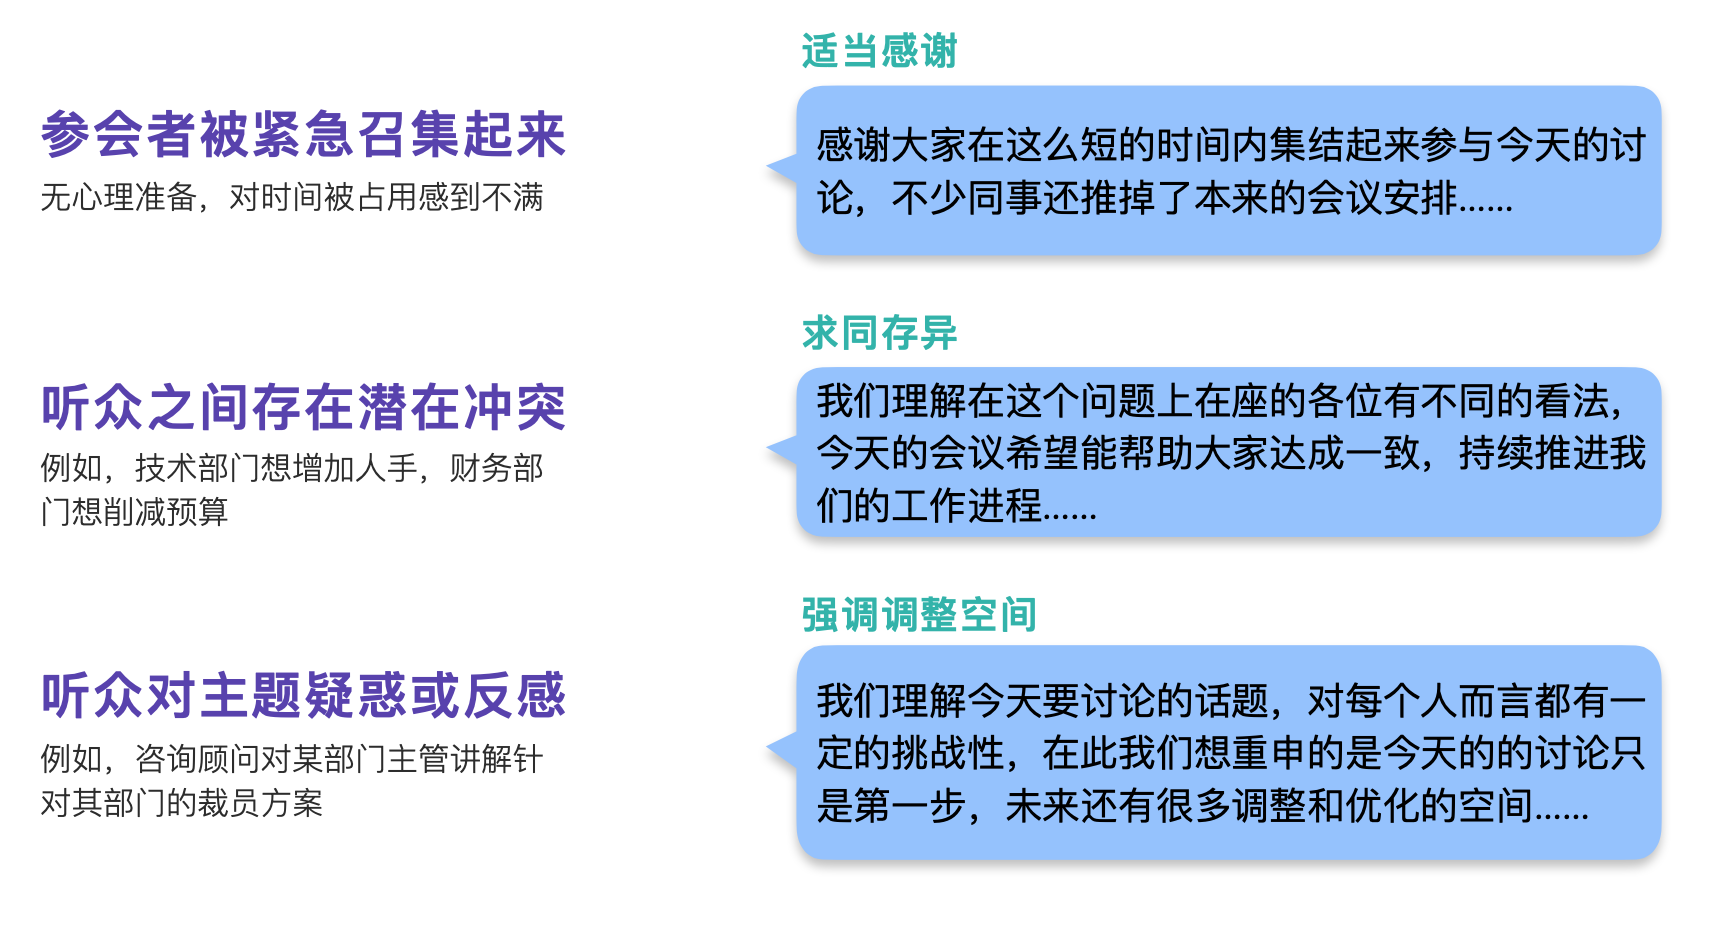 适当感谢
参会者被紧急召集起来
无心理准备，对时间被占用感到不满
感谢大家在这么短的时间内集结起来参与今天的讨
论，不少同事还推掉了本来的会议安排......
求同存异
听众之间存在潜在冲突
例如，技术部门想增加人手，财务部
门想削减预算
我们理解在这个问题上在座的各位有不同的看法，
今天的会议希望能帮助大家达成一致，持续推进我
们的工作进程......
强调调整空间
听众对主题疑惑或反感
例如，咨询顾问对某部门主管讲解针
对其部门的裁员方案
我们理解今天要讨论的话题，对每个人而言都有一
定的挑战性，在此我们想重申的是今天的的讨论只
是第一步，未来还有很多调整和优化的空间......